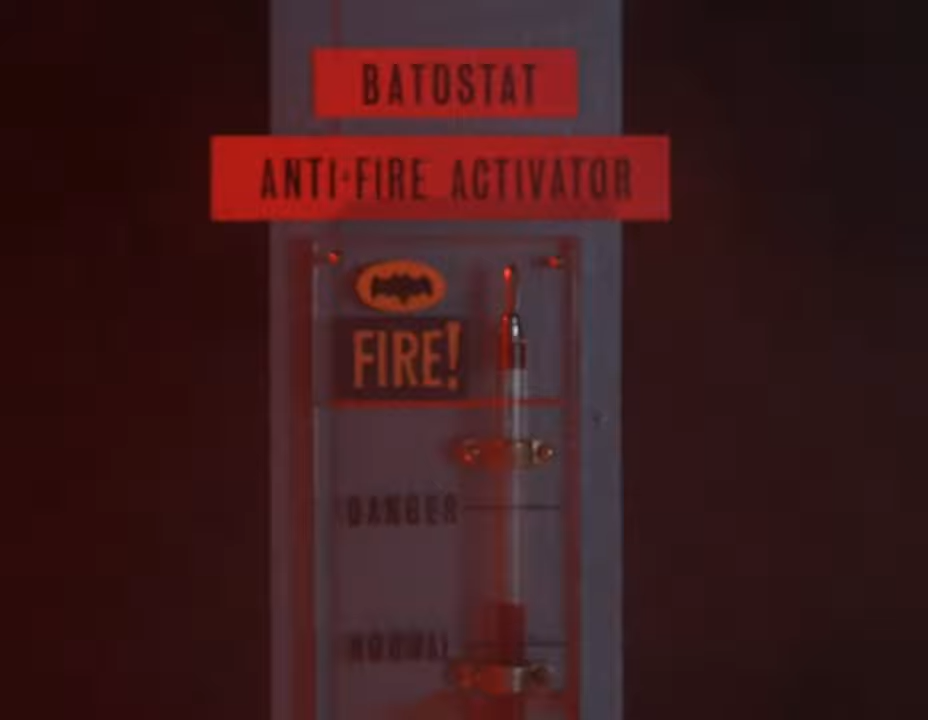 BATOSTAT
ANTI-FIRE ACTIVATOR
FIRE!
DANGER
NORMAL